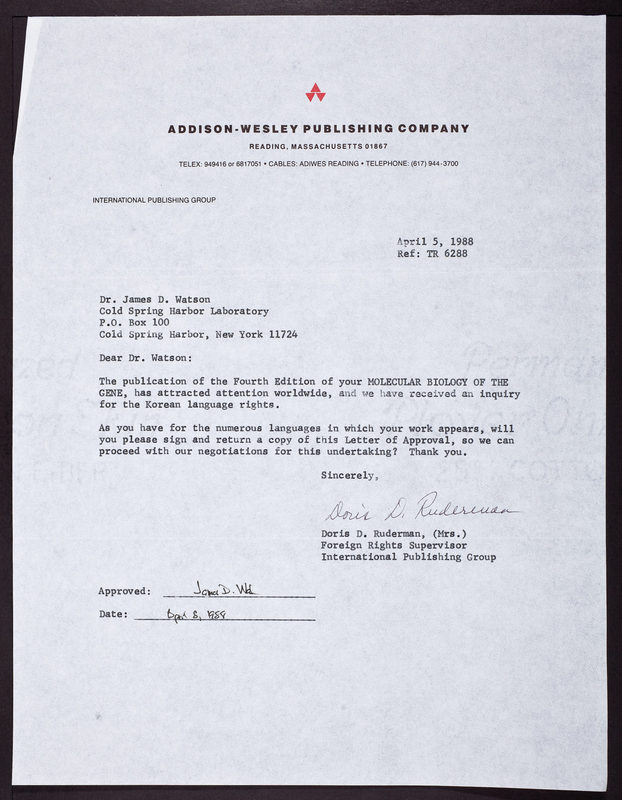 ADDISON-WESLEY PUBLISHING COMPANY
READING, MASSACHUSETTS 01867
TELEX: 949416 or 6817051 • CABLES: ADIWES READING • TELEPHONE: (617) 944-3700
INTERNATIONAL PUBLISHING GROUP
April 5, 1988
Ref: TR 6288
Dr. James D. Watson
Cold Spring Harbor Laboratory
P.O. Box 100
Cold Spring Harbor, New York 11724
Dear Dr. Watson:
The publication of the Fourth Edition of your MOLECULAR BIOLOGY OF THE
GENE, has attracted attention worldwide, and we have received an inquiry
for the Korean language rights.
As you have for the numerous languages in which your work appears, will
you please sign and return a copy of this Letter of Approval, so we can
proceed with our negotiations for this undertaking? Thank you.
Sincerely,
Doris D. Ruderman
Doris D. Ruderman, (Mrs.)
Foreign Rights Supervisor
International Publishing Group
Approved: James D. Wat
Date: April 8, 1988